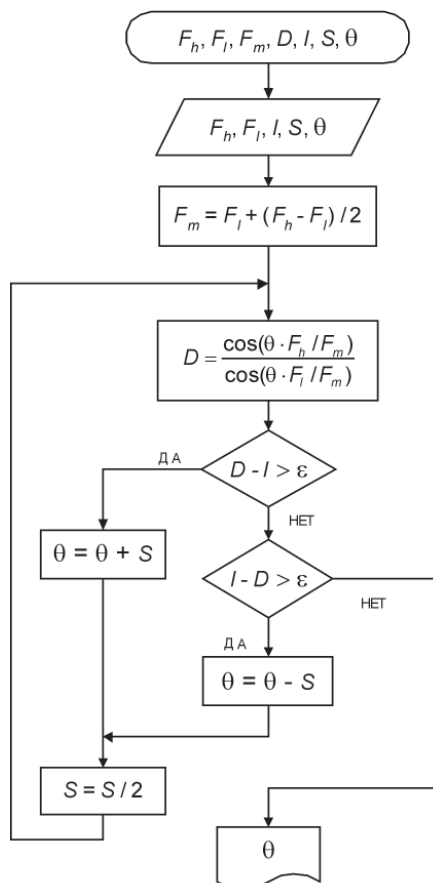 F_h, F_l, F_m, D, I, S, θ
F_h, F_l, I, S, θ
F_m = F_l + (F_h - F_l) / 2
D = cos(θ · F_h / F_m) / cos(θ · F_l / F_m)
ДА
D - I > ε
НЕТ
θ = θ + S
I - D > ε
НЕТ
ДА
θ = θ - S
S = S / 2
θ